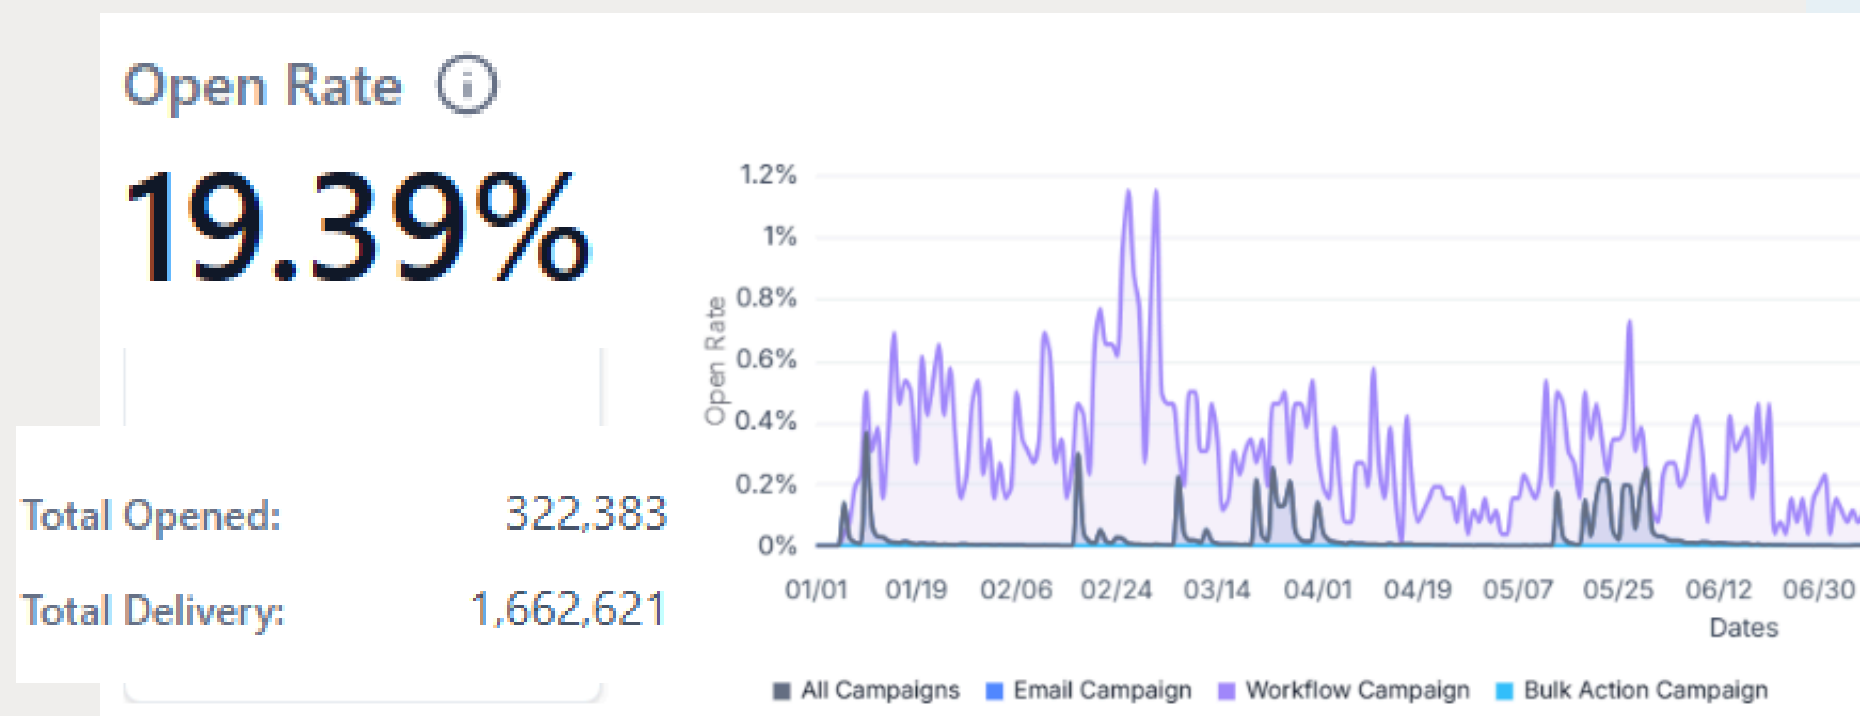 Open Rate
19.39%
Total Opened: 322,383
Total Delivery: 1,662,621
Open Rate
1.2%
1%
0.8%
0.6%
0.4%
0.2%
0%
01/01 01/19 02/06 02/24 03/14 04/01 04/19 05/07 05/25 06/12 06/30
Dates
All Campaigns Email Campaign Workflow Campaign Bulk Action Campaign